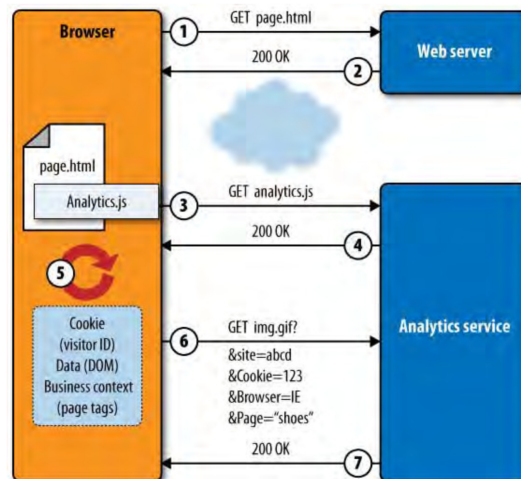 Browser
1
GET page.html
Web server
200 OK
2
page.html
Analytics.js
3
GET analytics.js
200 OK
4
5
Analytics service
Cookie
(visitor ID)
Data (DOM)
Business context
(page tags)
6
GET img.gif?
&site=abcd
&Cookie=123
&Browser=IE
&Page=“shoes”
200 OK
7